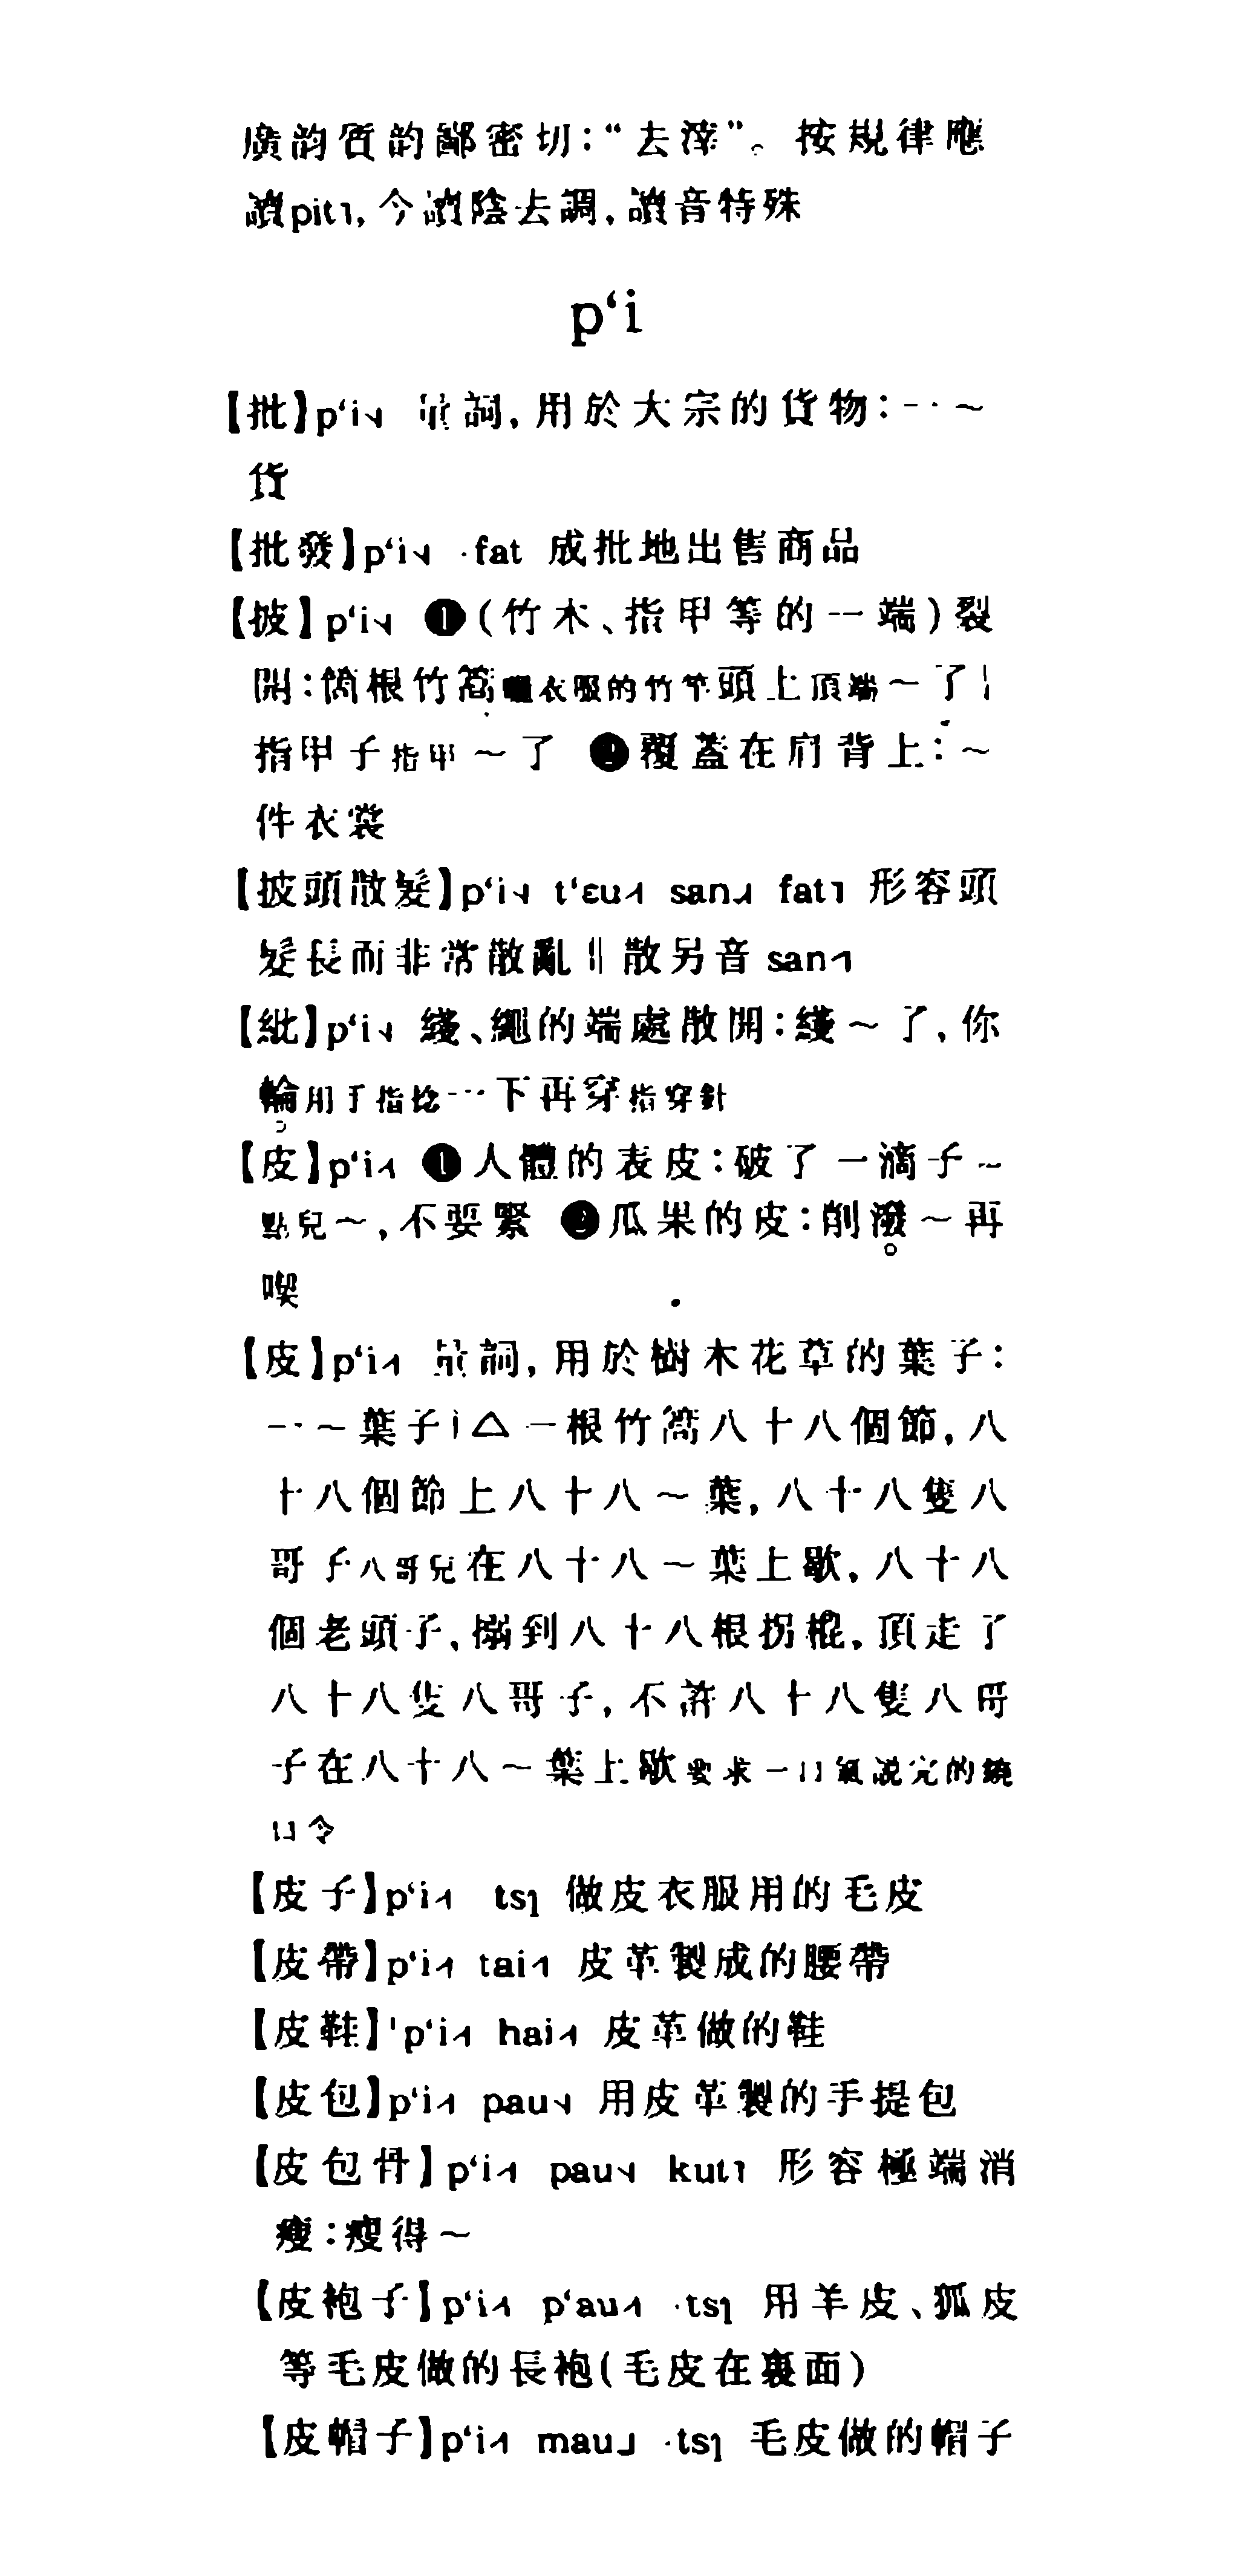 廣韵質韵鄙密切：“去滓”。按規律應
讀pit˥，今讀陰去調，讀音特殊
p‘i
【批】p‘i˧˩ 量詞，用於大宗的貨物：一～
貨
【批發】p‘i˧˩ ·fat 成批地出售商品
【披】p‘i˧˩ ❶（竹木、指甲等的一端）裂
開：箇根竹篙曬衣服的竹竿頭上頂端～了｜
指甲子指甲～了 ❷覆蓋在肩背上：～
件衣裳
【披頭散髮】p‘i˧˩ t‘ɛu˩˧ san˨˩ fat˥ 形容頭
髮長而非常散亂‖散另音san˧˥
【紕】p‘i˧˩ 綫、繩的端處散開：綫～了，你
輪用手指捻一下再穿指穿針
【皮】p‘i˩˧ ❶人體的表皮：破了一滴子～
點兒～，不要緊 ❷瓜果的皮：削潑～再
喫
【皮】p‘i˩˧ 量詞，用於樹木花草的葉子：
一～葉子｜△一根竹篙八十八個節，八
十八個節上八十八～葉，八十八隻八
哥子八哥兒在八十八～葉上歇，八十八
個老頭子，搦到八十八根拐棍，頂走了
八十八隻八哥子，不許八十八隻八哥
子在八十八～葉上歇要求一口氣説完的繞
口令
【皮子】p‘i˩˧ tsɿ 做皮衣服用的毛皮
【皮帶】p‘i˩˧ tai˧˥ 皮革製成的腰帶
【皮鞋】p‘i˩˧ hai˩˧ 皮革做的鞋
【皮包】p‘i˩˧ pau˧˩ 用皮革製的手提包
【皮包骨】p‘i˩˧ pau˧˩ kut˥ 形容極端消
瘦：瘦得～
【皮袍子】p‘i˩˧ p‘au˩˧ ·tsɿ 用羊皮、狐皮
等毛皮做的長袍（毛皮在裏面）
【皮帽子】p‘i˩˧ mau˩ ·tsɿ 毛皮做的帽子